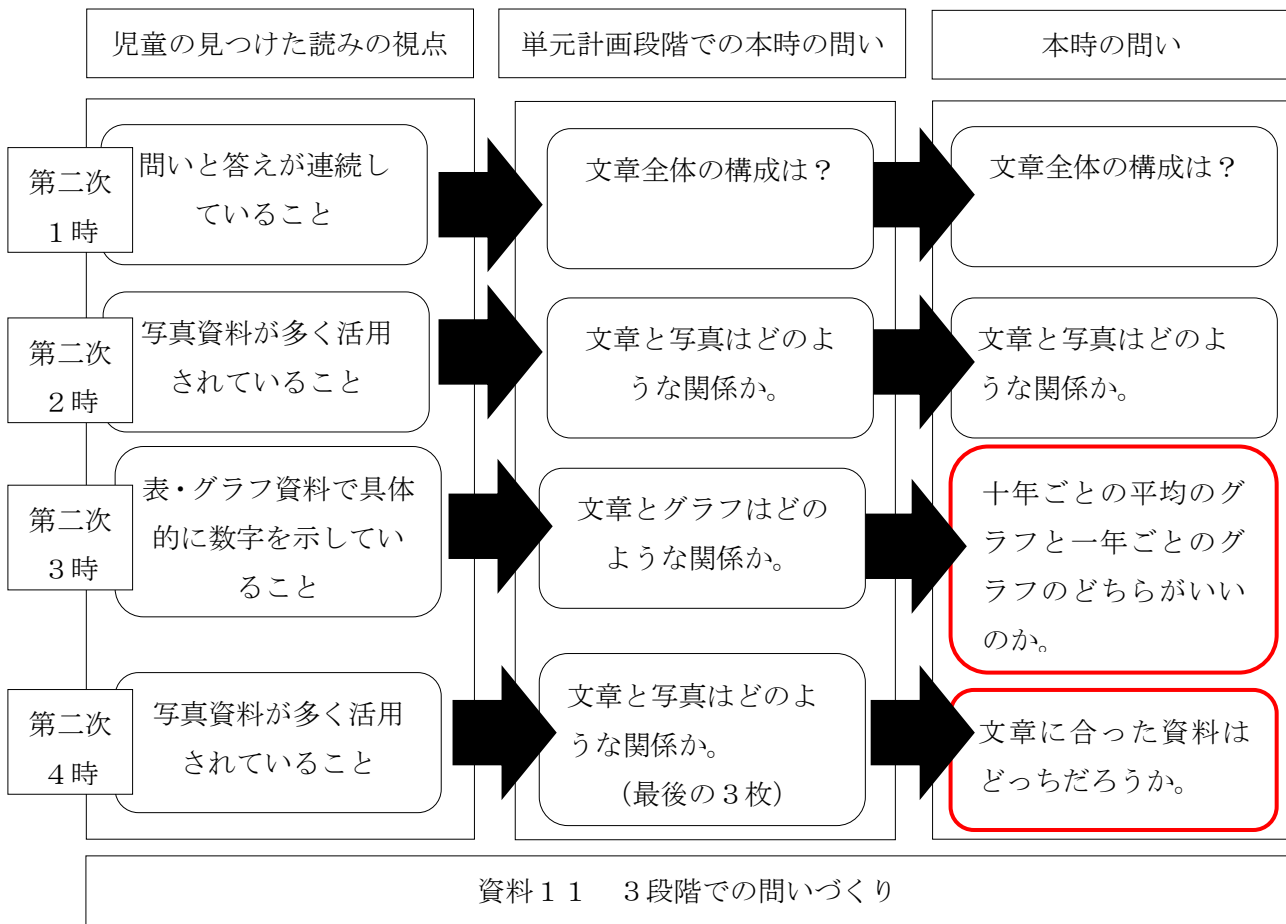 児童の見つけた読みの視点
単元計画段階での本時の問い
本時の問い
第二次
１時
問いと答えが連続し
ていること
文章全体の構成は？
文章全体の構成は？
第二次
２時
写真資料が多く活用
されていること
文章と写真はどのよ
うな関係か。
文章と写真はどのよ
うな関係か。
第二次
３時
表・グラフ資料で具体
的に数字を示してい
ること
文章とグラフはどの
ような関係か。
十年ごとの平均のグ
ラフと一年ごとのグ
ラフのどちらがいい
のか。
第二次
４時
写真資料が多く活用
されていること
文章と写真はどのよ
うな関係か。
（最後の３枚）
文章に合った資料は
どっちだろうか。
資料１１　３段階での問いづくり